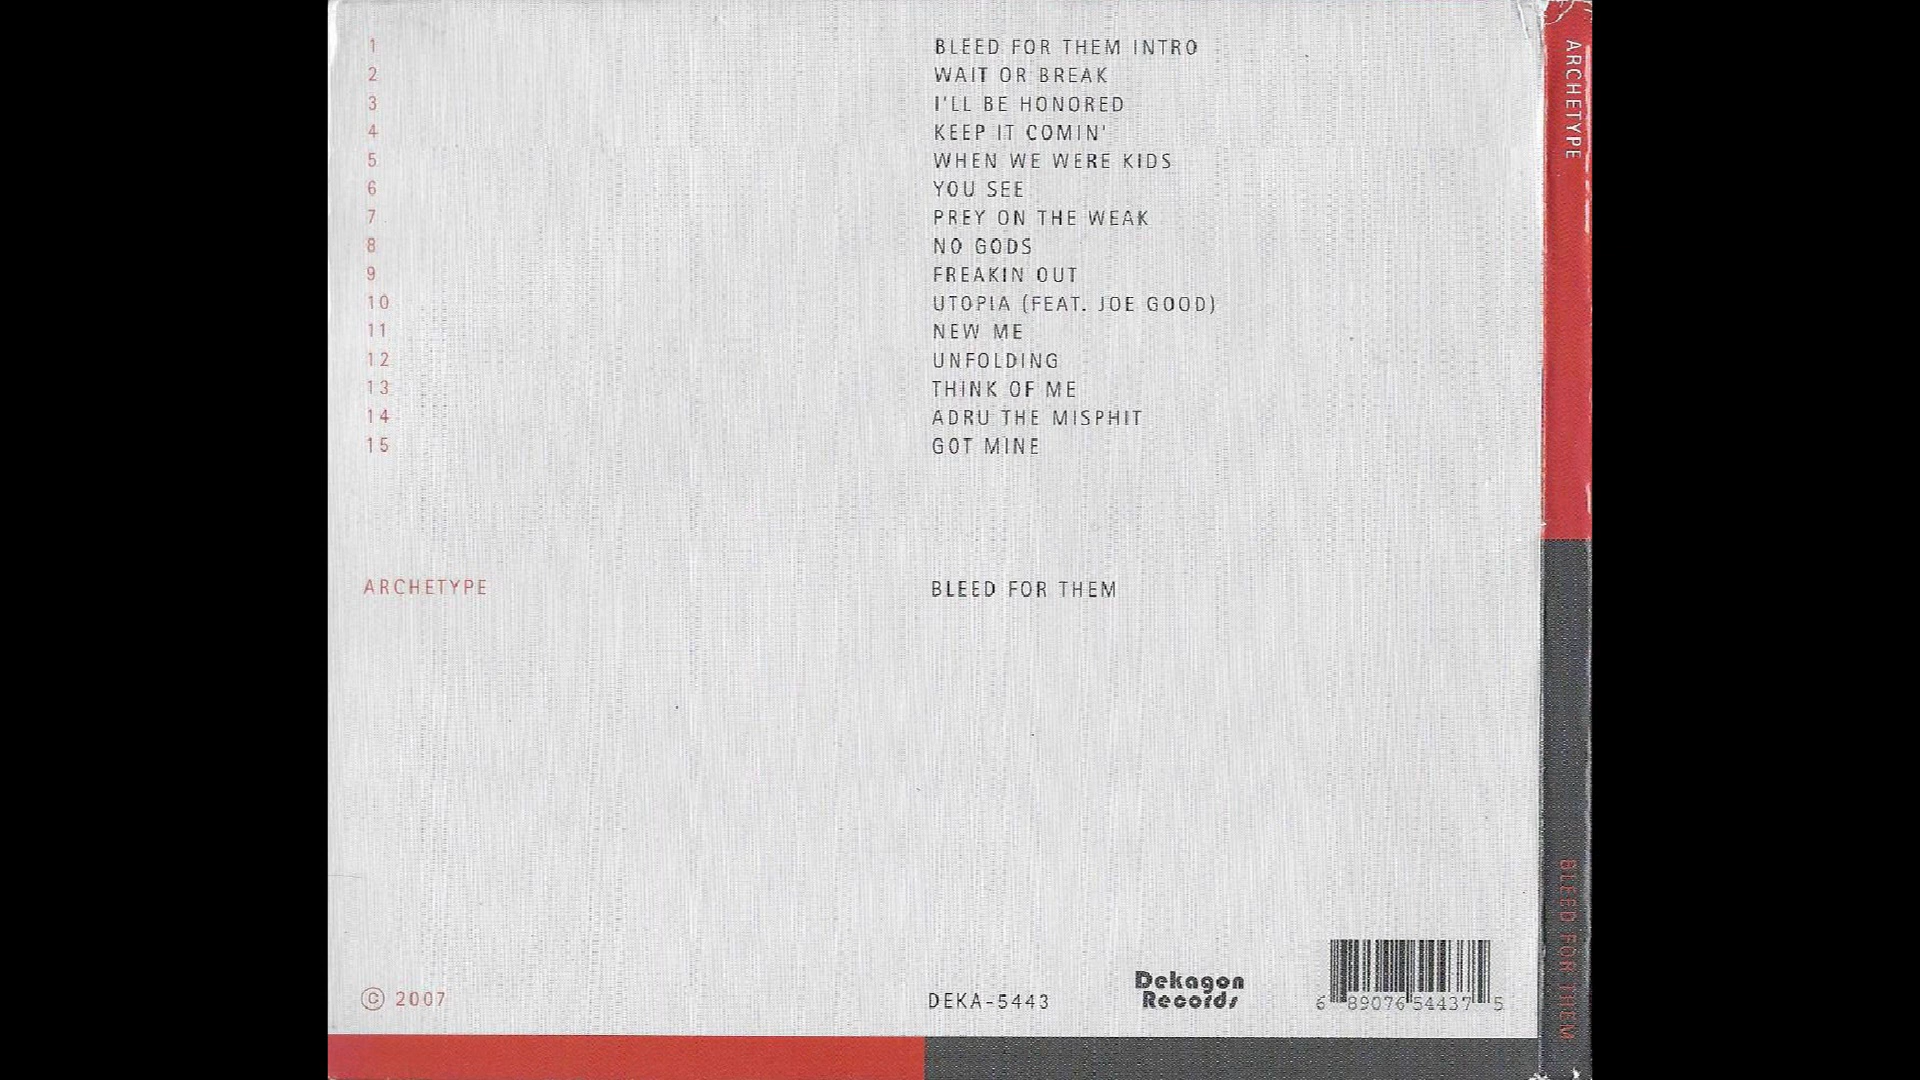 1 BLEED FOR THEM INTRO
2 WAIT OR BREAK
3 I'LL BE HONORED
4 KEEP IT COMIN'
5 WHEN WE WERE KIDS
6 YOU SEE
7 PREY ON THE WEAK
8 NO GODS
9 FREAKIN OUT
10 UTOPIA (FEAT. JOE GOOD)
11 NEW ME
12 UNFOLDING
13 THINK OF ME
14 ADRU THE MISPHIT
15 GOT MINE
ARCHETYPE BLEED FOR THEM
© 2007
DEKA-5443
Dekagon
Records
6 89076 54437 5
ARCHETYPE
BLEED FOR THEM